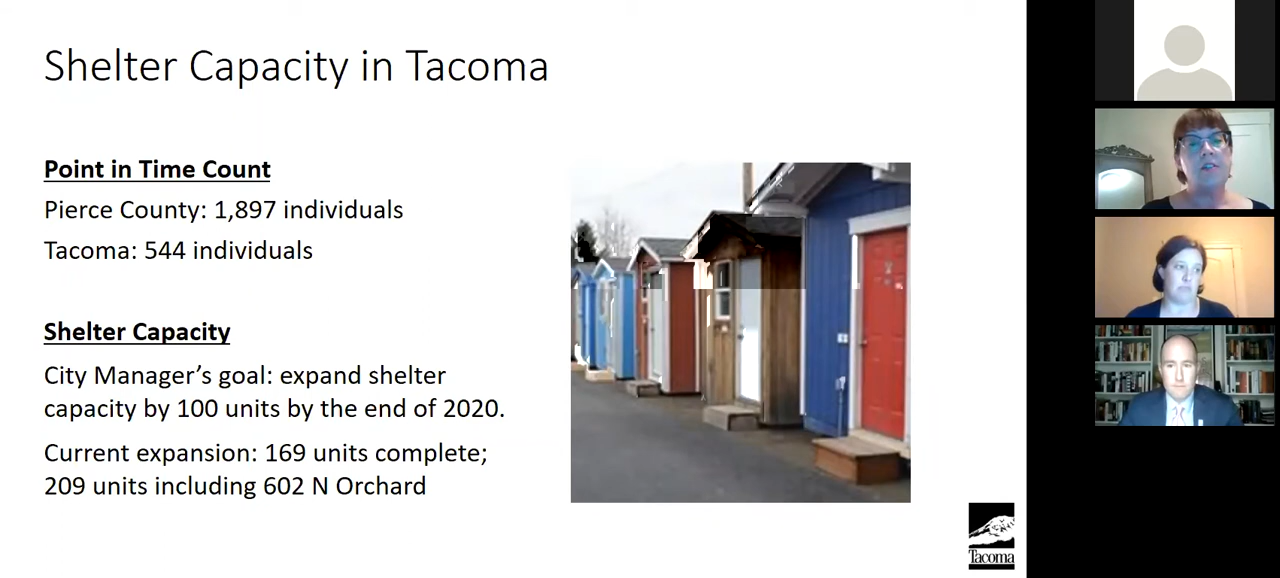 Shelter Capacity in Tacoma
Point in Time Count
Pierce County: 1,897 individuals
Tacoma: 544 individuals
Shelter Capacity
City Manager’s goal: expand shelter
capacity by 100 units by the end of 2020.
Current expansion: 169 units complete;
209 units including 602 N Orchard
Tacoma